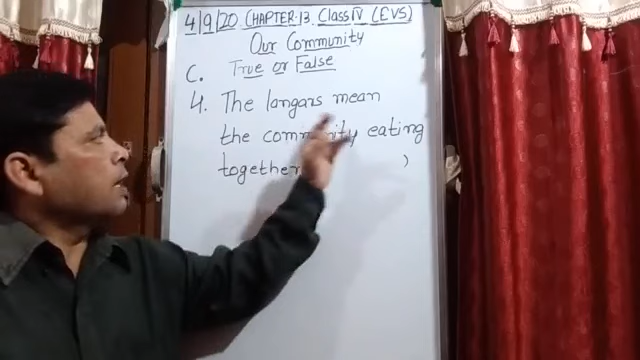 4/9/20 CHAPTER-13. Class IV (EVS)
Our Community
C. True or False
4. The langars mean
the community eating
together )